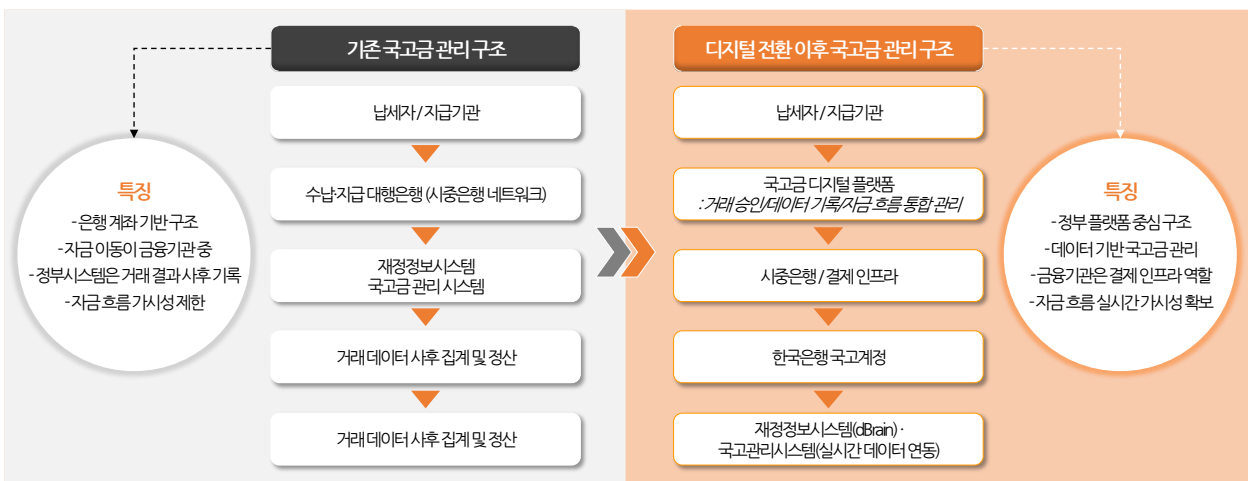 기존 국고금 관리 구조
납세자 / 지급기관
수납·지급 대행은행 (시중은행 네트워크)
재정정보시스템
국고금 관리 시스템
거래 데이터 사후 집계 및 정산
거래 데이터 사후 집계 및 정산
특징
- 은행 계좌 기반 구조
- 자금 이동이 금융기관 중
- 정부시스템은 거래 결과 사후 기록
- 자금 흐름 가시성 제한
디지털 전환 이후 국고금 관리 구조
납세자 / 지급기관
국고금 디지털 플랫폼
: 거래 승인/데이터 기록/자금 흐름 통합 관리
시중은행 / 결제 인프라
한국은행 국고계정
재정정보시스템(dBrain) ·
국고관리시스템(실시간 데이터 연동)
특징
- 정부 플랫폼 중심 구조
- 데이터 기반 국고금 관리
- 금융기관은 결제 인프라 역할
- 자금 흐름 실시간 가시성 확보